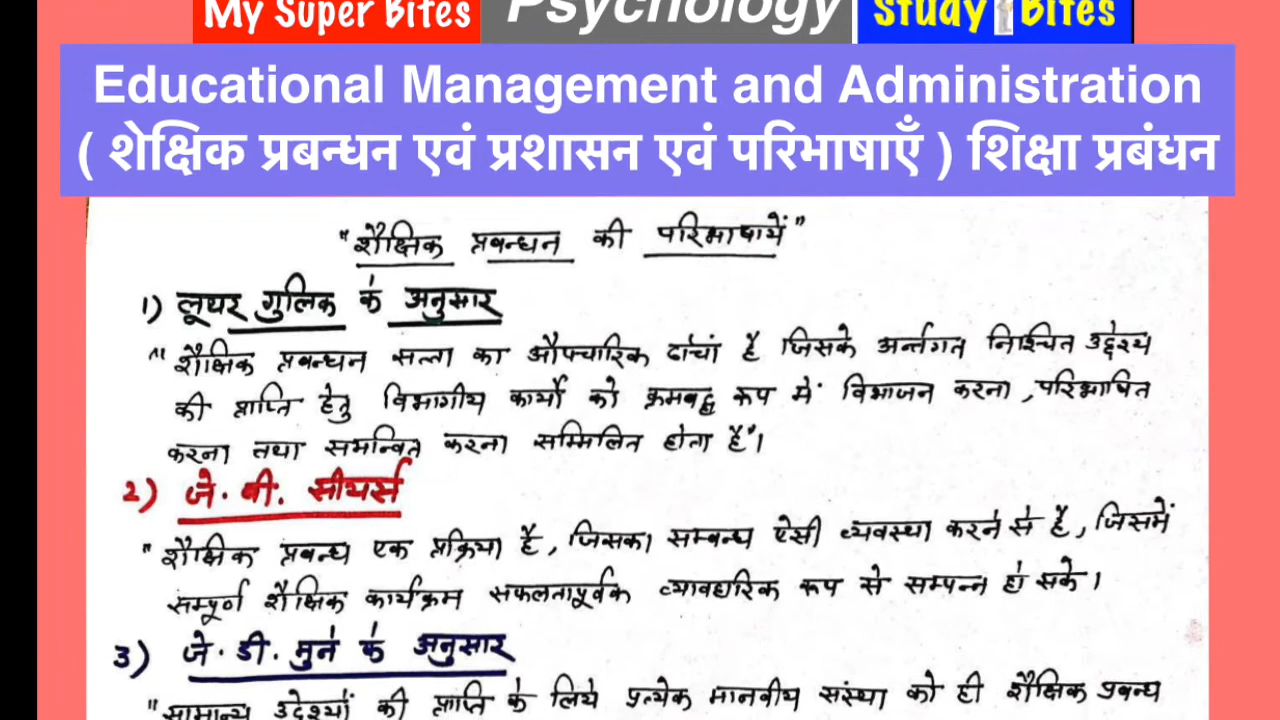 My Super Bites Psychology Study Bites
Educational Management and Administration
( शेक्षिक प्रबन्धन एवं प्रशासन एवं परिभाषाएँ ) शिक्षा प्रबंधन
"शैक्षिक प्रबन्धन की परिभाषायें"
1) लूथर गुलिक के अनुसार
"शैक्षिक प्रबन्धन सत्ता का औपचारिक ढांचां है जिसके अर्न्तगत निश्चित उद्देश्य
की प्राप्ति हेतु विभागीय कार्यो को क्रमबद्ध रूप में विभाजन करना, परिभाषित
करना तथा समन्वित करना सम्मिलित होता है"।
2) जे. बी. सीयर्स
"शैक्षिक प्रबन्ध एक प्रक्रिया है, जिसका सम्बन्ध ऐसी व्यवस्था करने से है, जिसमें
सम्पूर्ण शैक्षिक कार्यक्रम सफलतापूर्वक व्यावहारिक रूप से सम्पन्न हो सके।
3) जे. डी. मुने के अनुसार
"सामान्य उद्देश्यों की प्राप्ति के लिये प्रत्येक मानवीय संस्था को ही शैक्षिक प्रबन्ध